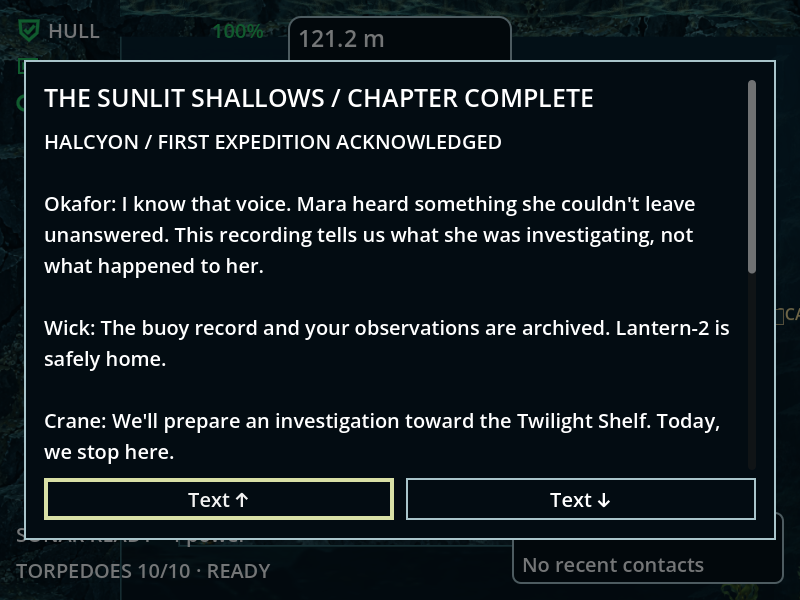 HULL 100% 121.2 m
THE SUNLIT SHALLOWS / CHAPTER COMPLETE
HALCYON / FIRST EXPEDITION ACKNOWLEDGED
Okafor: I know that voice. Mara heard something she couldn't leave
unanswered. This recording tells us what she was investigating, not
what happened to her.
Wick: The buoy record and your observations are archived. Lantern-2 is
safely home.
Crane: We'll prepare an investigation toward the Twilight Shelf. Today,
we stop here.
Text ↑ Text ↓
TORPEDOES 10/10 · READY
No recent contacts